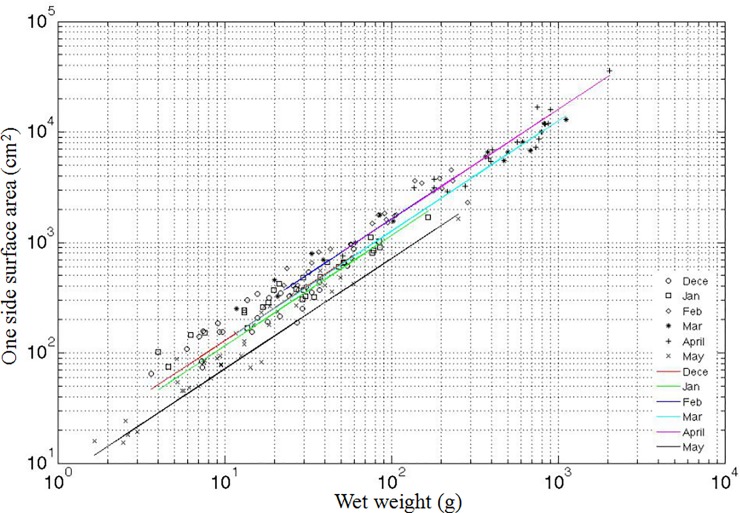 10^5
10^4
10^3
10^2
10^1
One side surface area (cm^2)
Dece
Jan
Feb
Mar
April
May
Dece
Jan
Feb
Mar
April
May
10^0 10^1 10^2 10^3 10^4
Wet weight (g)